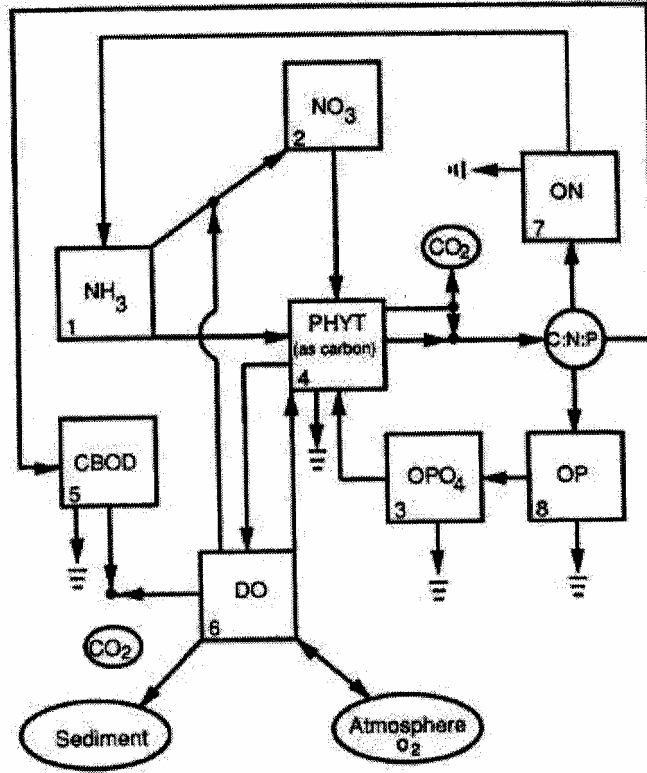 NO3
2
ON
7
CO2
NH3
1
PHYT
(as carbon)
4
C:N:P
CBOD
5
OPO4
3
OP
8
DO
6
CO2
Sediment
Atmosphere
O2